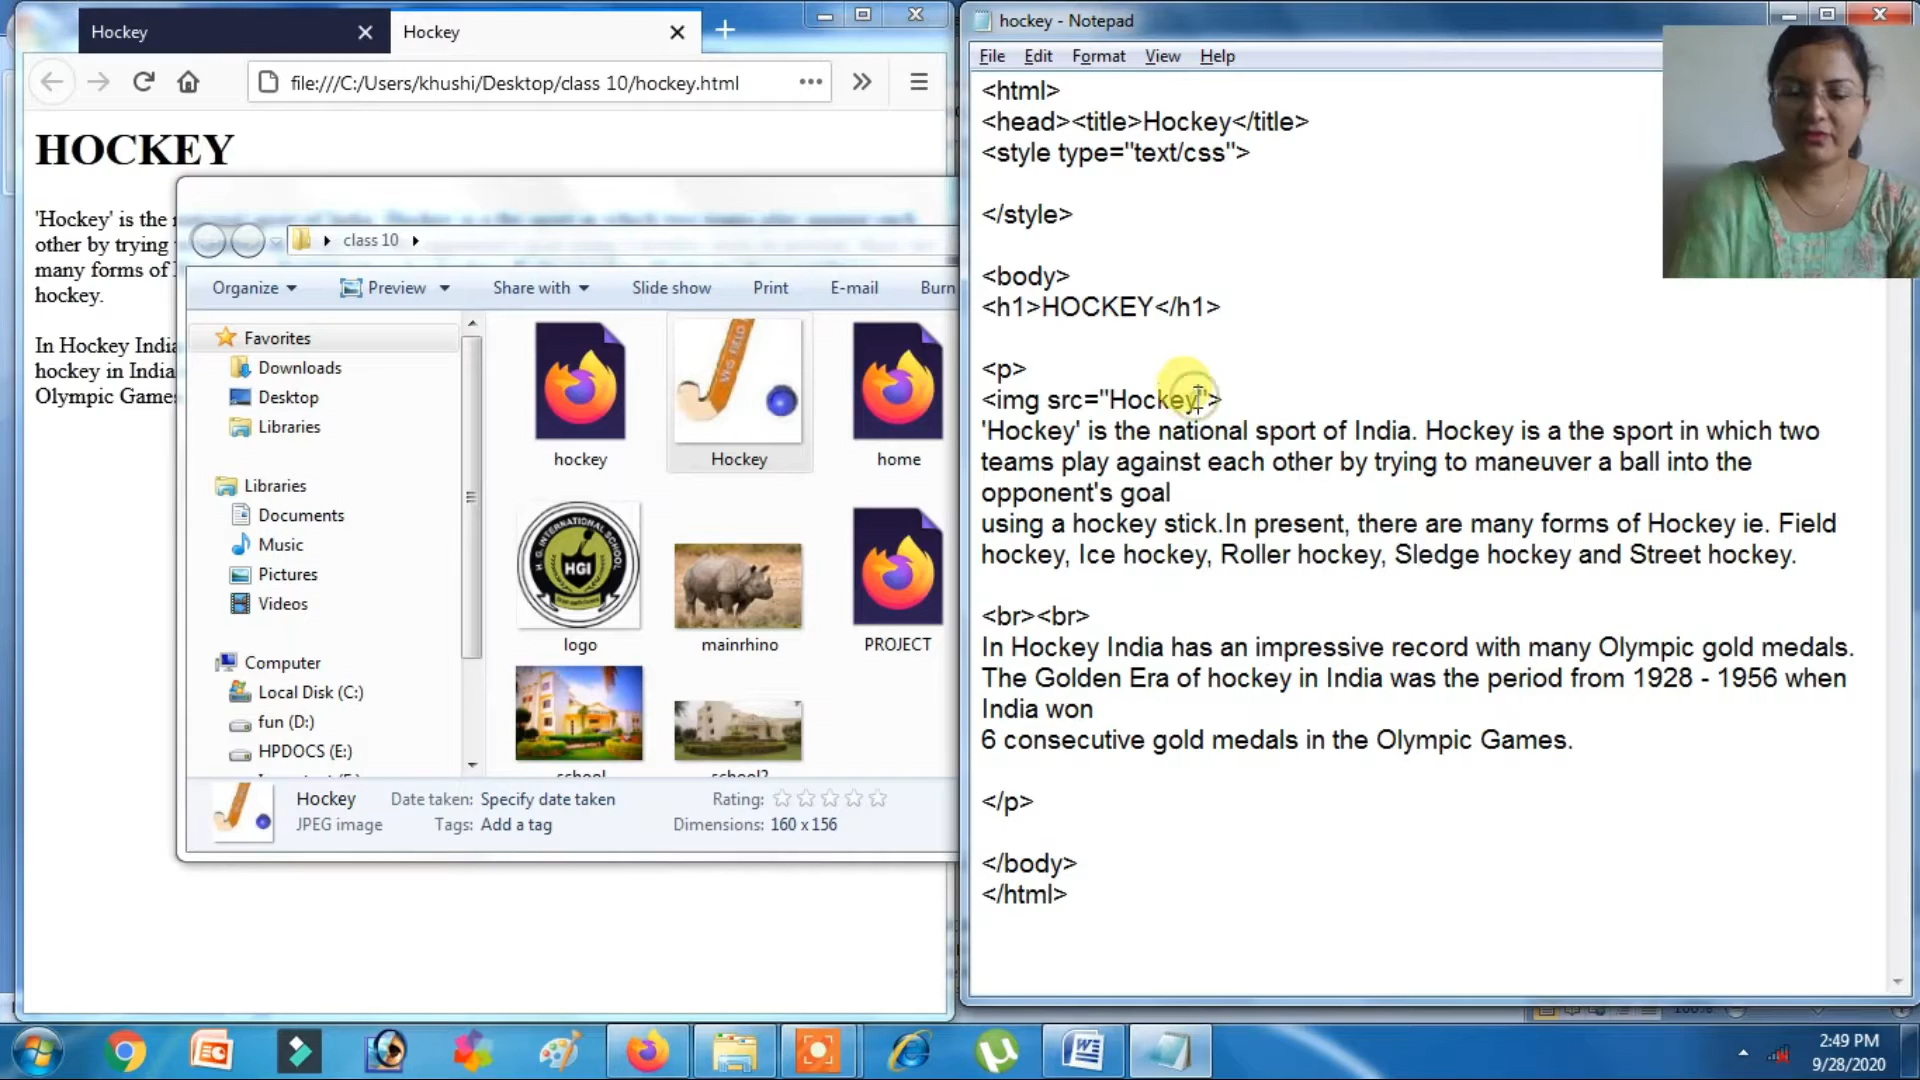 Hockey
Hockey
file:///C:/Users/khushi/Desktop/class 10/hockey.html
HOCKEY
'Hockey' is the
other by trying
many forms of
hockey.
In Hockey India
hockey in India
Olympic Games
class 10
Organize
Preview
Share with
Slide show
Print
E-mail
Burn
Favorites
Downloads
Desktop
Libraries
Libraries
Documents
Music
Pictures
Videos
Computer
Local Disk (C:)
fun (D:)
HPDOCS (E:)
hockey
Hockey
home
HGI
logo
mainrhino
PROJECT
school
school2
Hockey
Date taken: Specify date taken
Rating:
JPEG image
Tags: Add a tag
Dimensions: 160 x 156
hockey - Notepad
File Edit Format View Help
<html>
<head><title>Hockey</title>
<style type="text/css">
</style>
<body>
<h1>HOCKEY</h1>
<p>
<img src="Hockey">
'Hockey' is the national sport of India. Hockey is a the sport in which two
teams play against each other by trying to maneuver a ball into the
opponent's goal
using a hockey stick.In present, there are many forms of Hockey ie. Field
hockey, Ice hockey, Roller hockey, Sledge hockey and Street hockey.
<br><br>
In Hockey India has an impressive record with many Olympic gold medals.
The Golden Era of hockey in India was the period from 1928 - 1956 when
India won
6 consecutive gold medals in the Olympic Games.
</p>
</body>
</html>
2:49 PM
9/28/2020